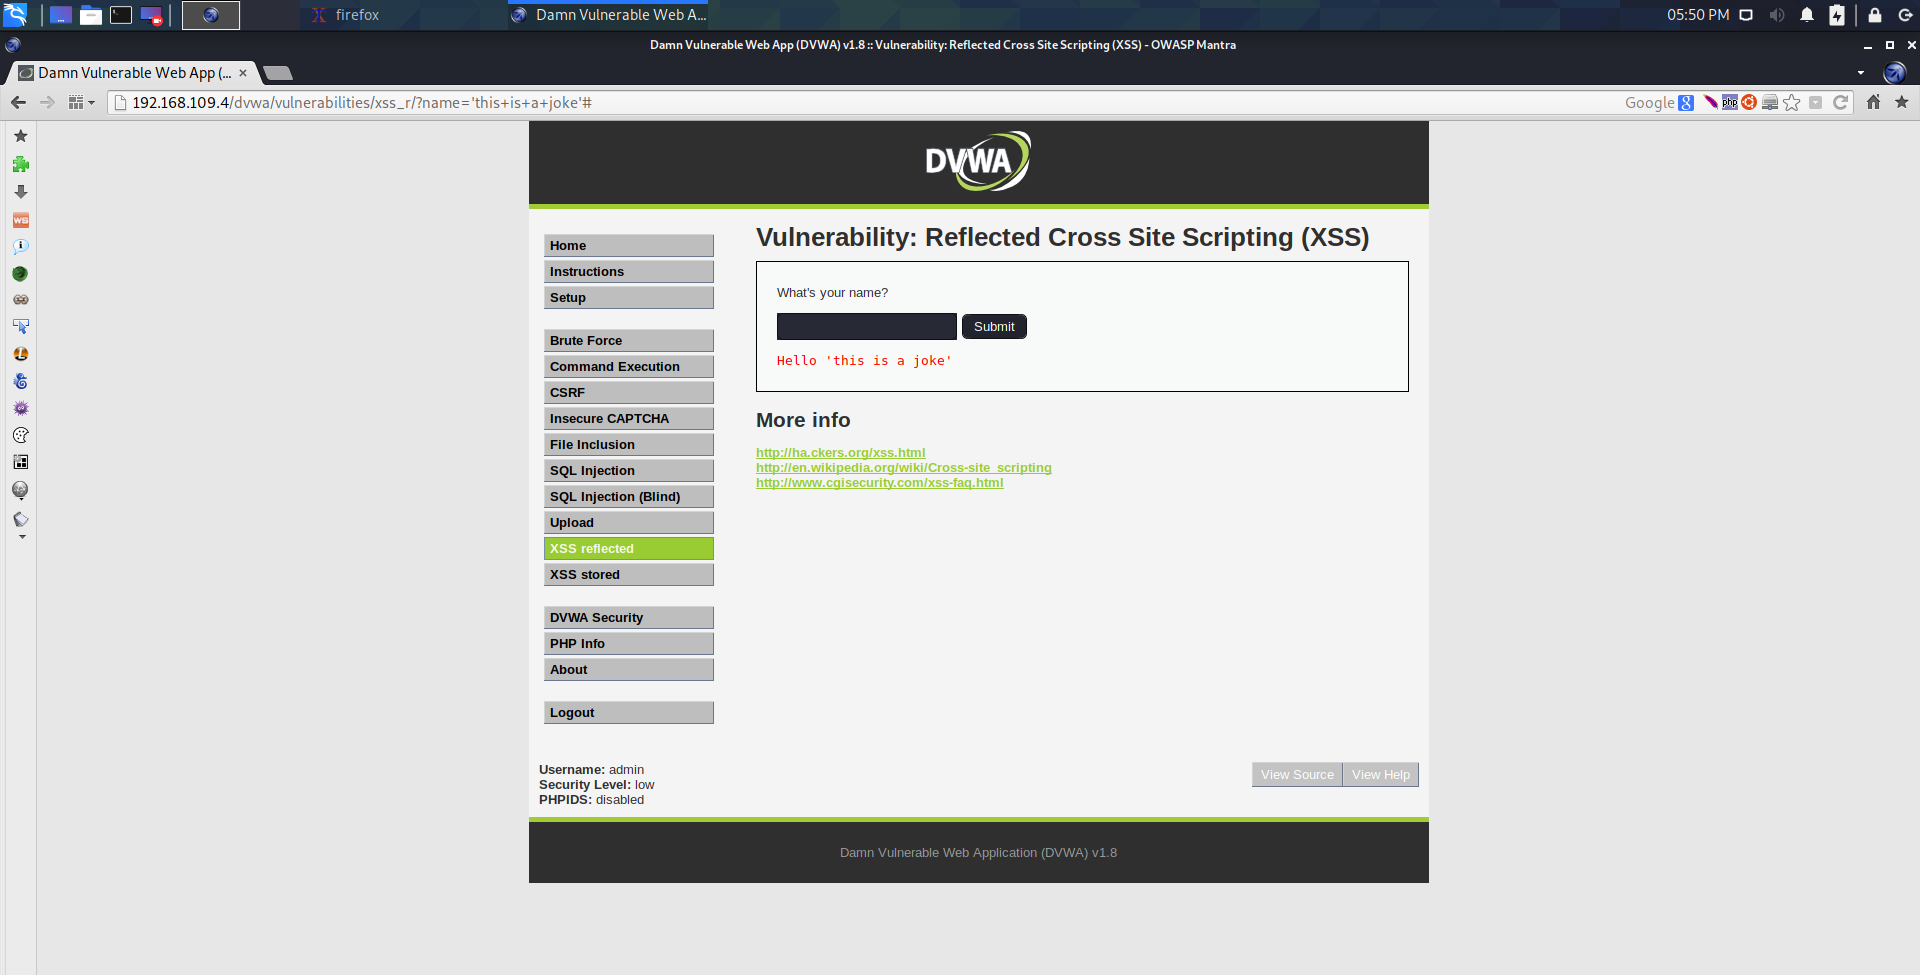 firefox
Damn Vulnerable Web A...
05:50 PM
Damn Vulnerable Web App (DVWA) v1.8 :: Vulnerability: Reflected Cross Site Scripting (XSS) - OWASP Mantra
Damn Vulnerable Web App (...
192.168.109.4/dvwa/vulnerabilities/xss_r/?name='this+is+a+joke'#
Google
8
php
WS
DVWA
Home
Instructions
Setup
Brute Force
Command Execution
CSRF
Insecure CAPTCHA
File Inclusion
SQL Injection
SQL Injection (Blind)
Upload
XSS reflected
XSS stored
DVWA Security
PHP Info
About
Logout
Vulnerability: Reflected Cross Site Scripting (XSS)
What's your name?
Submit
Hello 'this is a joke'
More info
http://ha.ckers.org/xss.html
http://en.wikipedia.org/wiki/Cross-site_scripting
http://www.cgisecurity.com/xss-faq.html
Username: admin
Security Level: low
PHPIDS: disabled
View Source
View Help
Damn Vulnerable Web Application (DVWA) v1.8